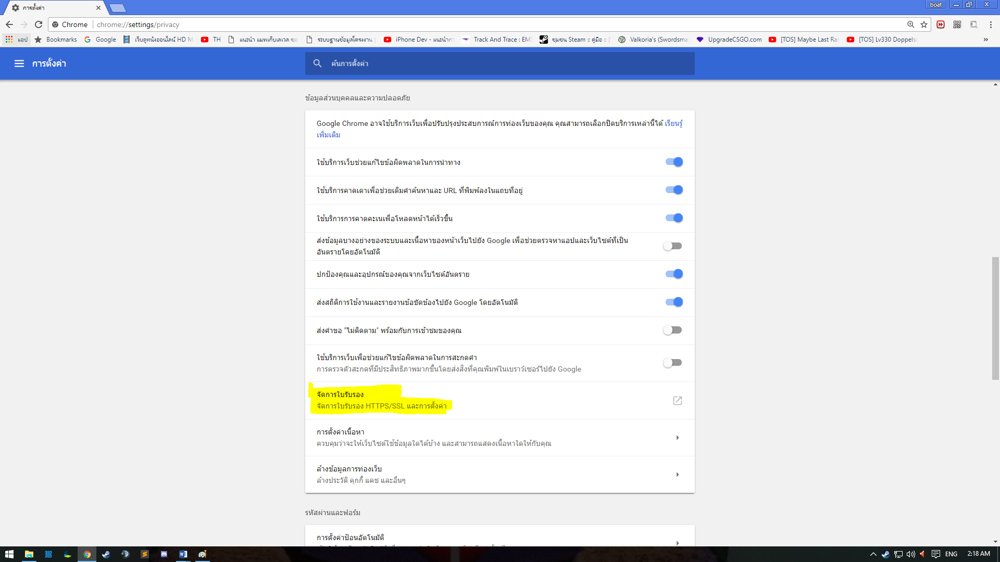 การตั้งค่า
boat
Chrome chrome://settings/privacy
แอป Bookmarks Google เว็บดูหนังออนไลน์ HD M TH แนะนำ แมพเก็บเลเวล ของ ระบบฐานข้อมูลโครงงาน iPhone Dev - แนะนำกา Track And Trace : EMS ชุมชน Steam :: คู่มือ :: [ Valkoria's (Swordsma UpgradeCSGO.com [TOS] Maybe Last Ra [TOS] Lv330 Doppels »
การตั้งค่า
ค้นการตั้งค่า
ข้อมูลส่วนบุคคลและความปลอดภัย
Google Chrome อาจใช้บริการเว็บเพื่อปรับปรุงประสบการณ์การท่องเว็บของคุณ คุณสามารถเลือกปิดบริการเหล่านี้ได้ เรียนรู้
เพิ่มเติม
ใช้บริการเว็บช่วยแก้ไขข้อผิดพลาดในการนำทาง
ใช้บริการคาดเดาเพื่อช่วยเติมคำค้นหาและ URL ที่พิมพ์ลงในแถบที่อยู่
ใช้บริการการคาดคะเนเพื่อโหลดหน้าได้เร็วขึ้น
ส่งข้อมูลบางอย่างของระบบและเนื้อหาของหน้าเว็บไปยัง Google เพื่อช่วยตรวจหาแอปและเว็บไซต์ที่เป็น
อันตรายโดยอัตโนมัติ
ปกป้องคุณและอุปกรณ์ของคุณจากเว็บไซต์อันตราย
ส่งสถิติการใช้งานและรายงานข้อขัดข้องไปยัง Google โดยอัตโนมัติ
ส่งคำขอ "ไม่ติดตาม" พร้อมกับการเข้าชมของคุณ
ใช้บริการเว็บเพื่อช่วยแก้ไขข้อผิดพลาดในการสะกดคำ
การตรวจตัวสะกดที่มีประสิทธิภาพมากขึ้นโดยส่งสิ่งที่คุณพิมพ์ในเบราว์เซอร์ไปยัง Google
จัดการใบรับรอง
จัดการใบรับรอง HTTPS/SSL และการตั้งค่า
การตั้งค่าเนื้อหา
ควบคุมว่าจะให้เว็บไซต์ใช้ข้อมูลใดได้บ้าง และสามารถแสดงเนื้อหาใดให้กับคุณ
ล้างข้อมูลการท่องเว็บ
ล้างประวัติ คุกกี้ แคช และอื่นๆ
รหัสผ่านและฟอร์ม
การตั้งค่าป้อนอัตโนมัติ
ENG 2:18 AM